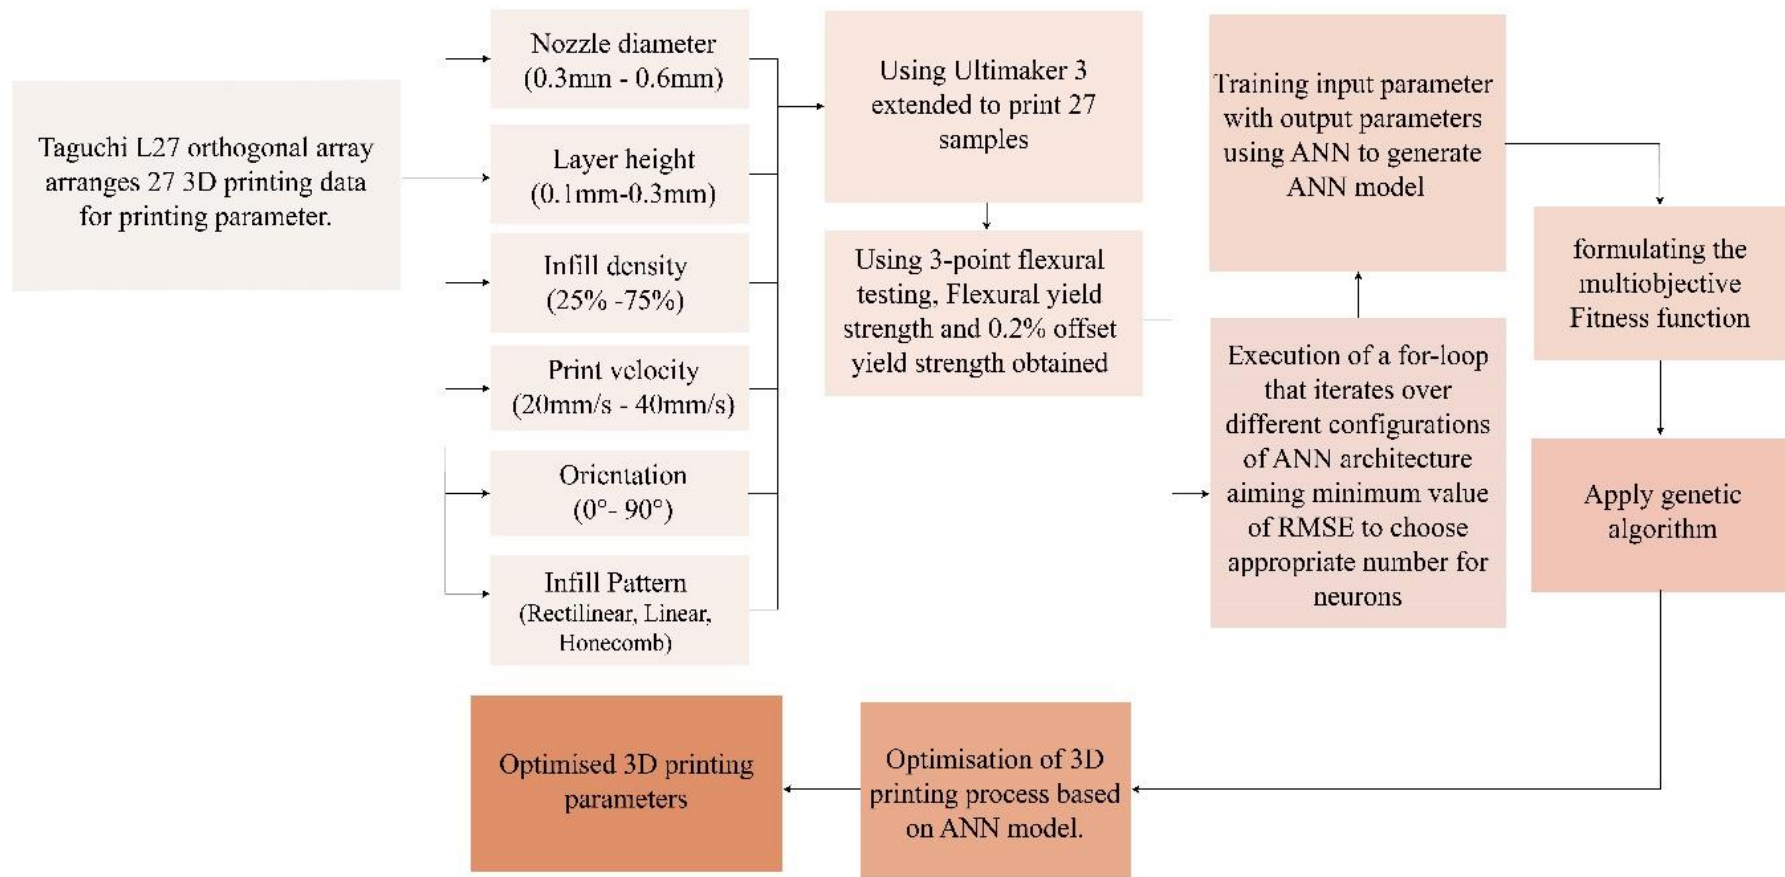 Taguchi L27 orthogonal array
arranges 27 3D printing data
for printing parameter.
Nozzle diameter
(0.3mm - 0.6mm)
Layer height
(0.1mm-0.3mm)
Infill density
(25% -75%)
Print velocity
(20mm/s - 40mm/s)
Orientation
(0°- 90°)
Infill Pattern
(Rectilinear, Linear,
Honecomb)
Using Ultimaker 3
extended to print 27
samples
Using 3-point flexural
testing, Flexural yield
strength and 0.2% offset
yield strength obtained
Execution of a for-loop
that iterates over
different configurations
of ANN architecture
aiming minimum value
of RMSE to choose
appropriate number for
neurons
Training input parameter
with output parameters
using ANN to generate
ANN model
formulating the
multiobjective
Fitness function
Apply genetic
algorithm
Optimisation of 3D
printing process based
on ANN model.
Optimised 3D printing
parameters